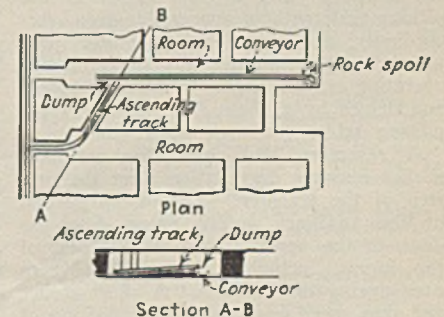 B
Room
Conveyor
Rock spoil
Dump
Ascending
track
Room
A
Plan
Ascending track
Dump
Conveyor
Section A-B